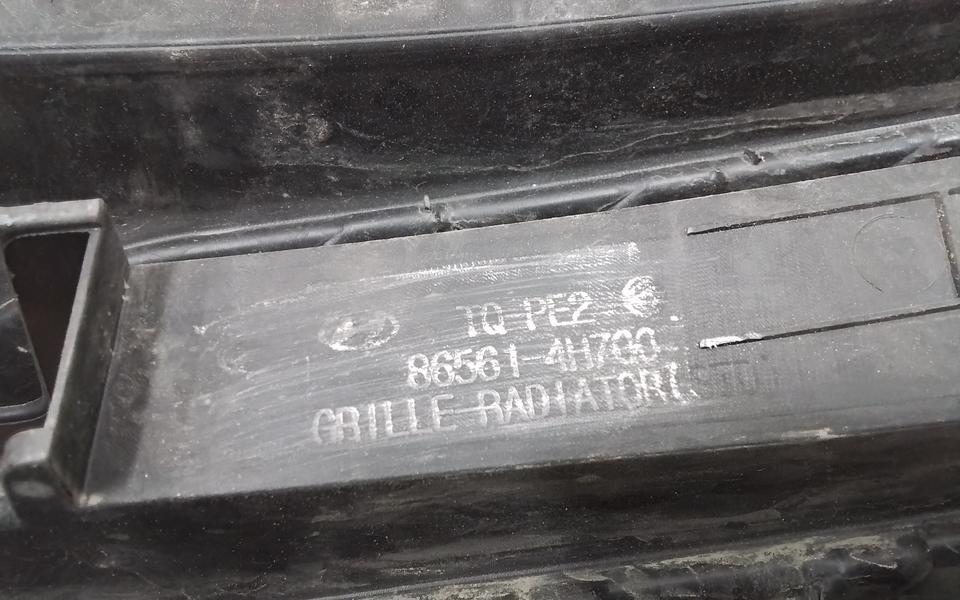 TQ PE2
86561-4H700
GRILLE-RADIATOR